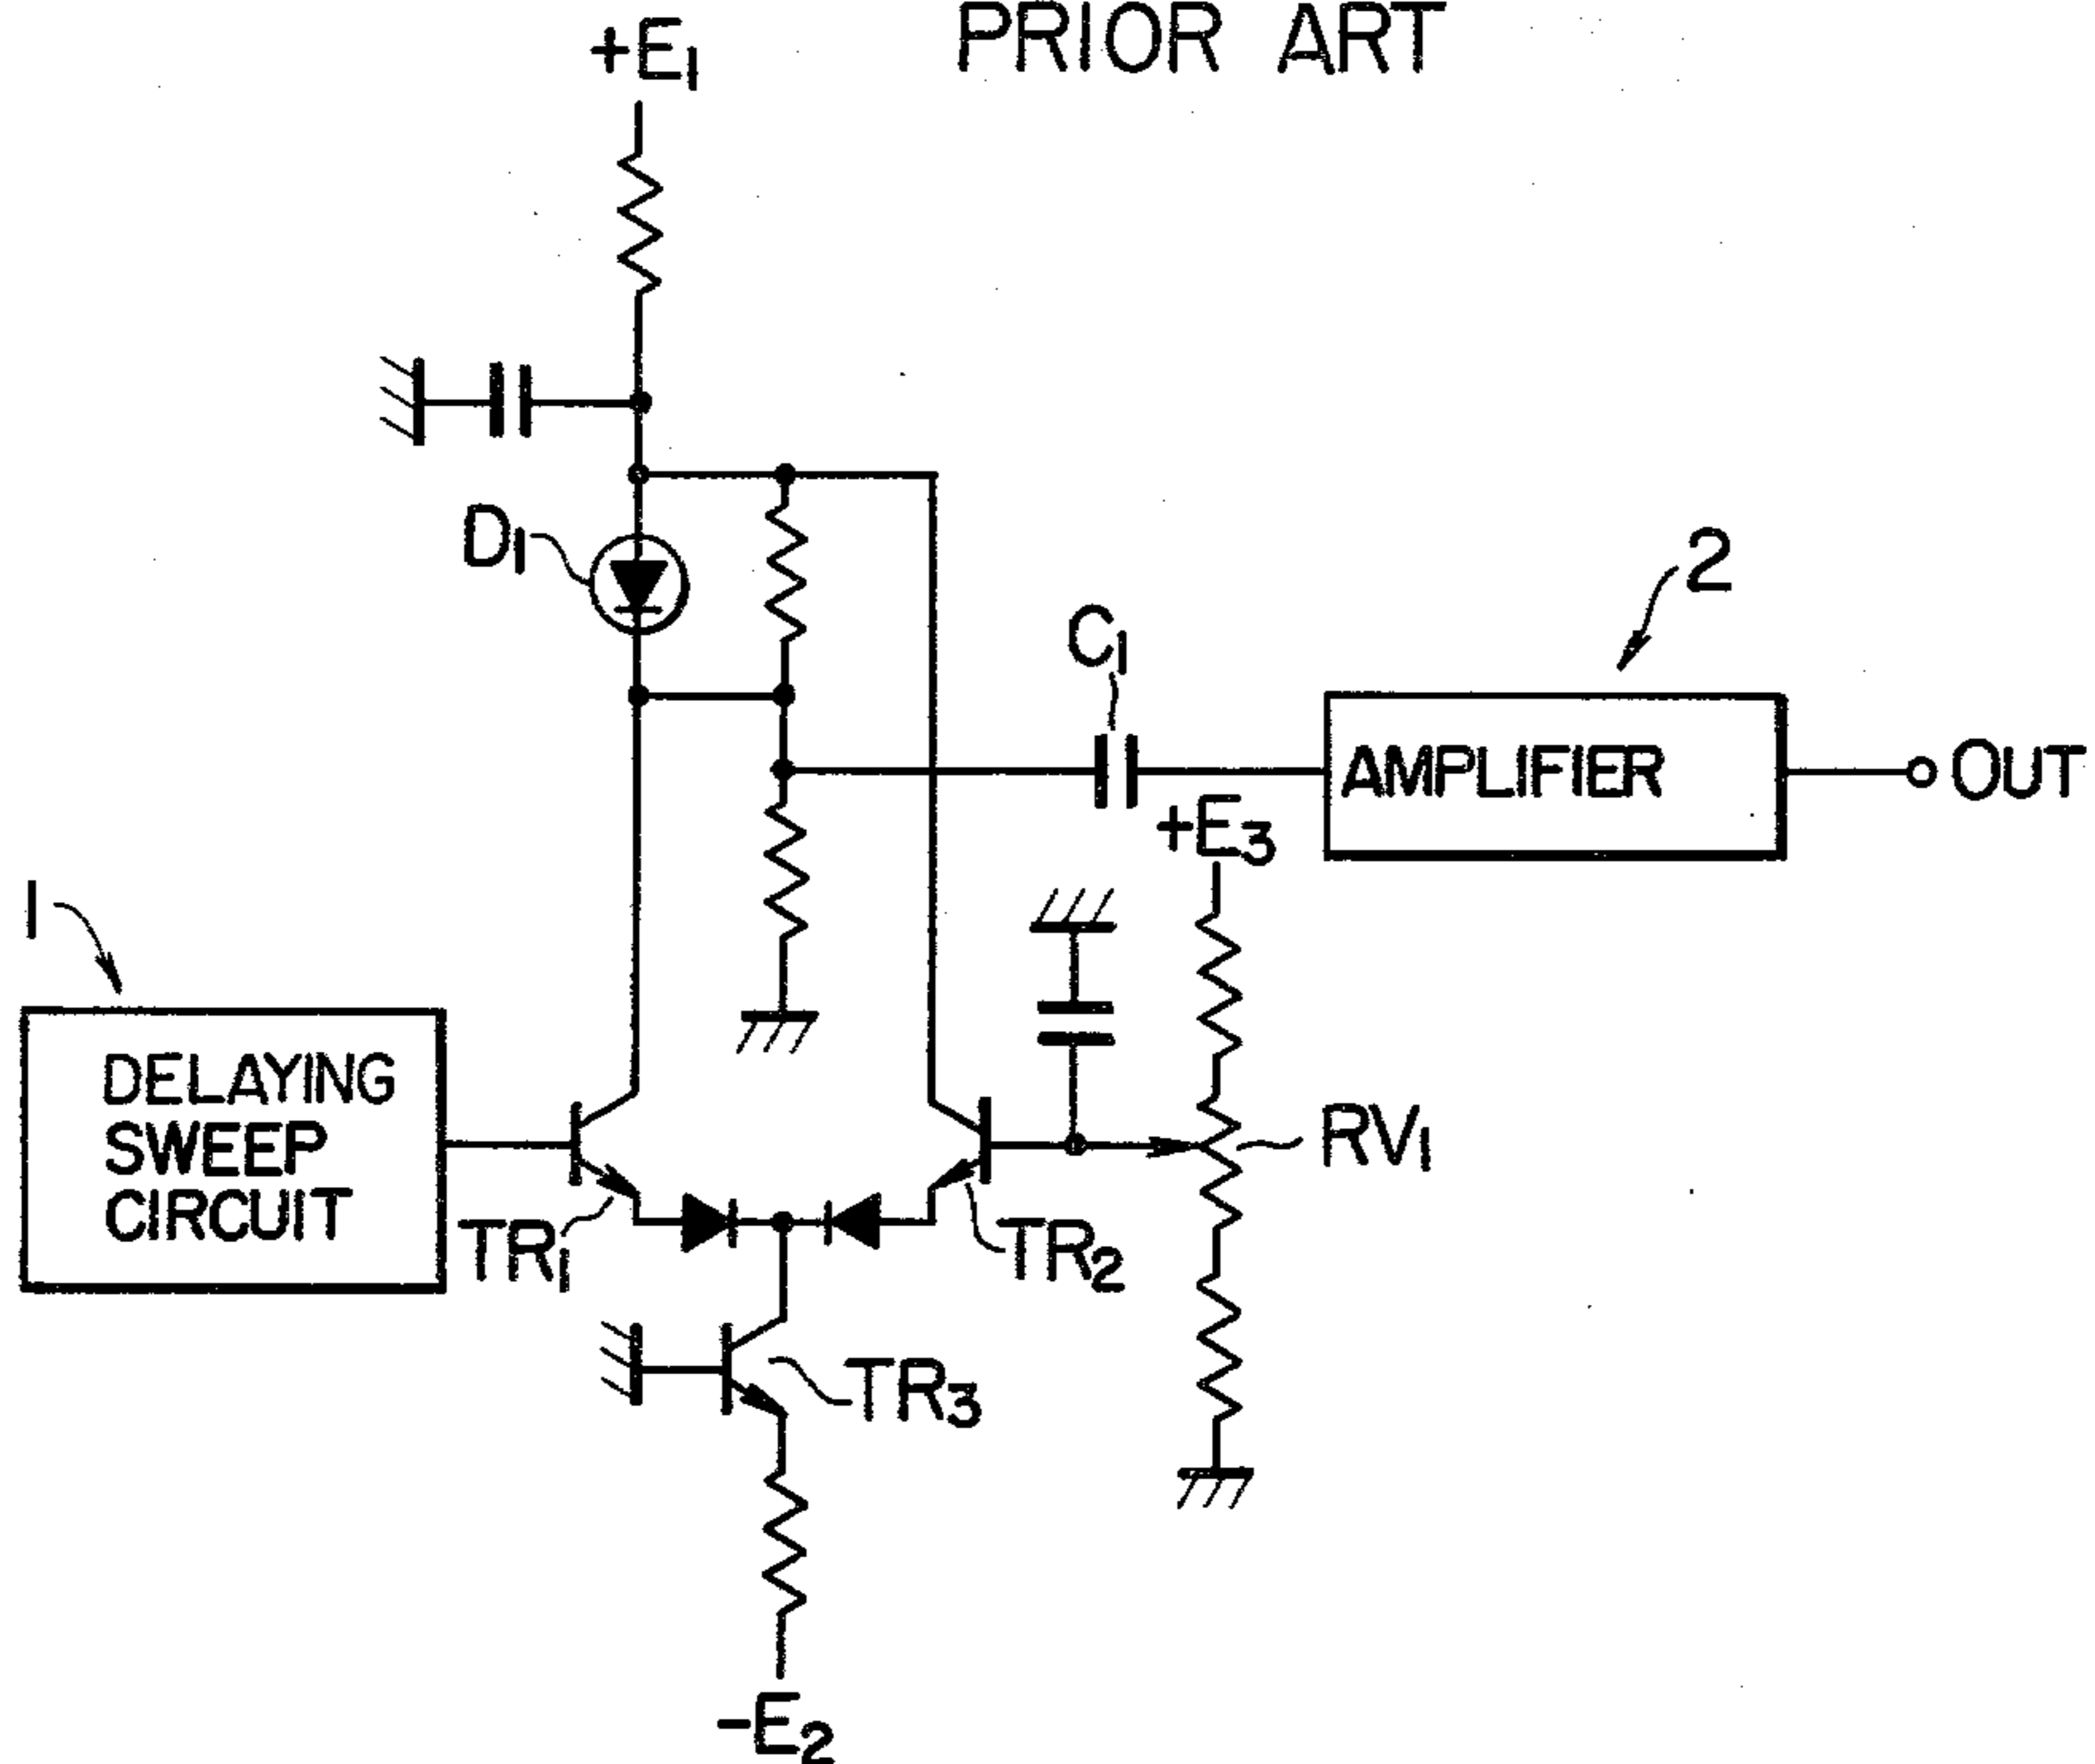 PRIOR ART
+E1
D1
2
C1
AMPLIFIER
OUT
+E3
1
DELAYING
SWEEP
CIRCUIT
RV1
TR1
TR2
TR3
-E2